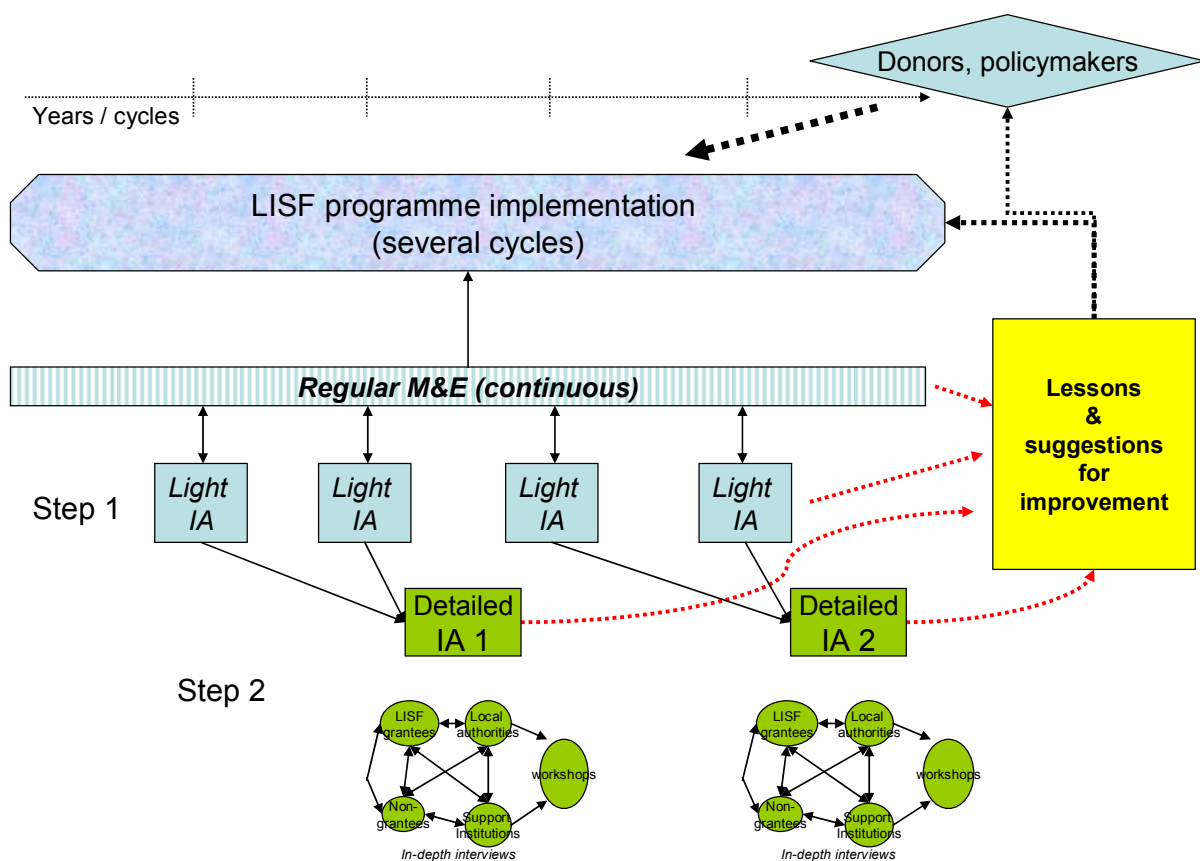 Donors, policymakers
Years / cycles
LISF programme implementation
(several cycles)
Regular M&E (continuous)
Lessons
&
suggestions
for
improvement
Step 1
Light
IA
Light
IA
Light
IA
Light
IA
Detailed
IA 1
Detailed
IA 2
Step 2
LISF
grantees
Local
authorities
workshops
Non-
grantees
Support
Institutions
In-depth interviews
LISF
grantees
Local
authorities
workshops
Non-
grantees
Support
Institutions
In-depth interviews